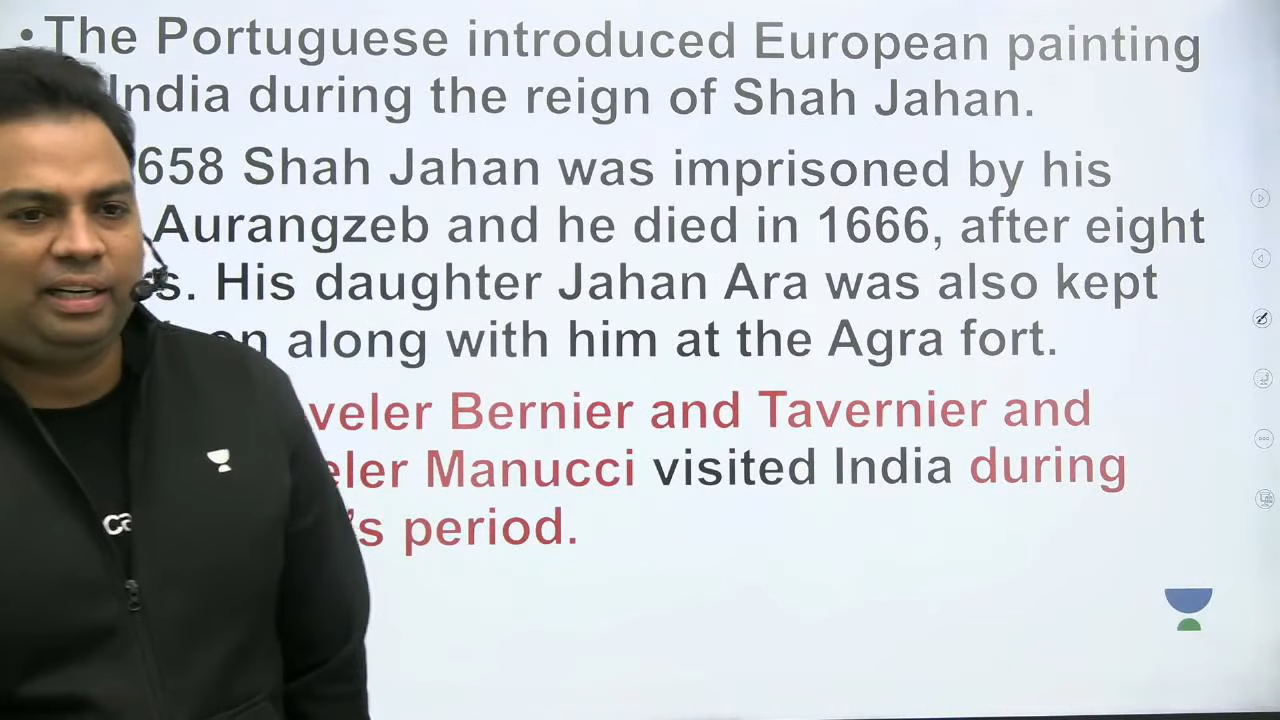 • The Portuguese introduced European painting
India during the reign of Shah Jahan.
658 Shah Jahan was imprisoned by his
Aurangzeb and he died in 1666, after eight
s. His daughter Jahan Ara was also kept
on along with him at the Agra fort.
veler Bernier and Tavernier and
eler Manucci visited India during
's period.
ca